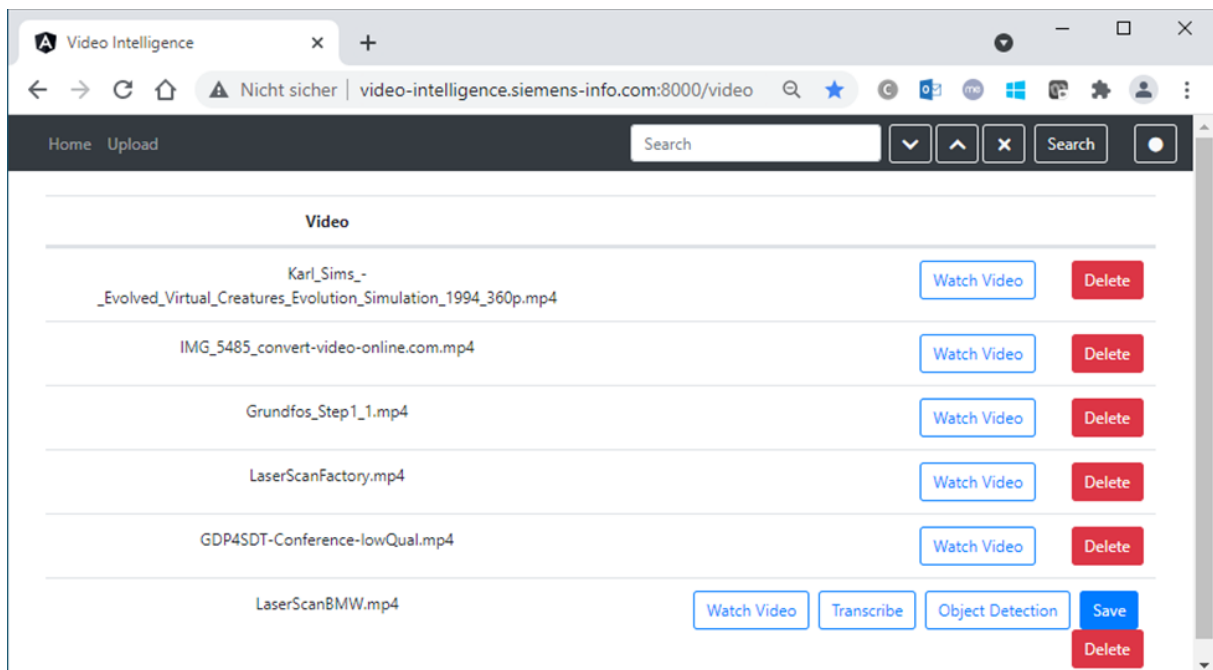 Video Intelligence
Nicht sicher | video-intelligence.siemens-info.com:8000/video
Home Upload Search Search
Video
Karl_Sims_-
_Evolved_Virtual_Creatures_Evolution_Simulation_1994_360p.mp4 Watch Video Delete
IMG_5485_convert-video-online.com.mp4 Watch Video Delete
Grundfos_Step1_1.mp4 Watch Video Delete
LaserScanFactory.mp4 Watch Video Delete
GDP4SDT-Conference-lowQual.mp4 Watch Video Delete
LaserScanBMW.mp4 Watch Video Transcribe Object Detection Save
Delete